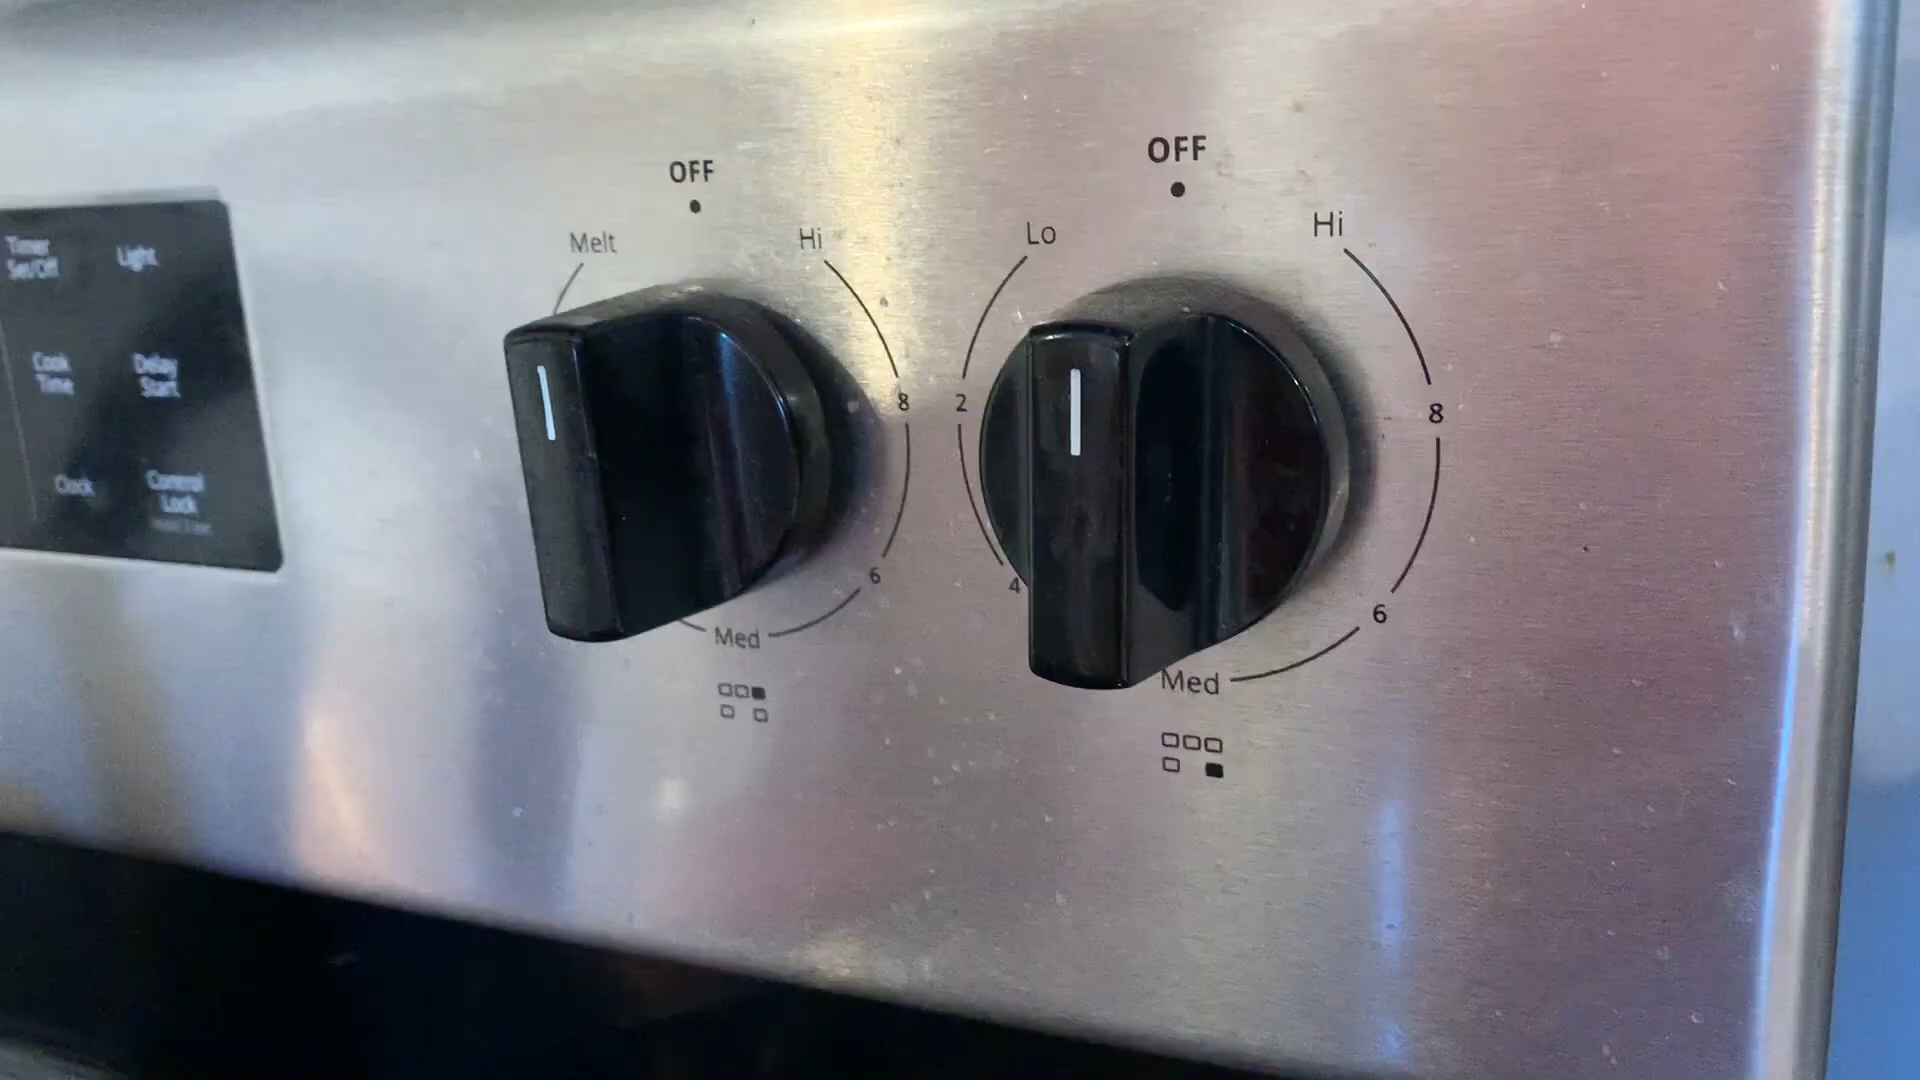 Timer
Set/Off
Light
Cook
Time
Delay
Start
Clock
Control
Lock
OFF
Melt
Hi
8
6
Med
OFF
Lo
Hi
2
8
4
6
Med